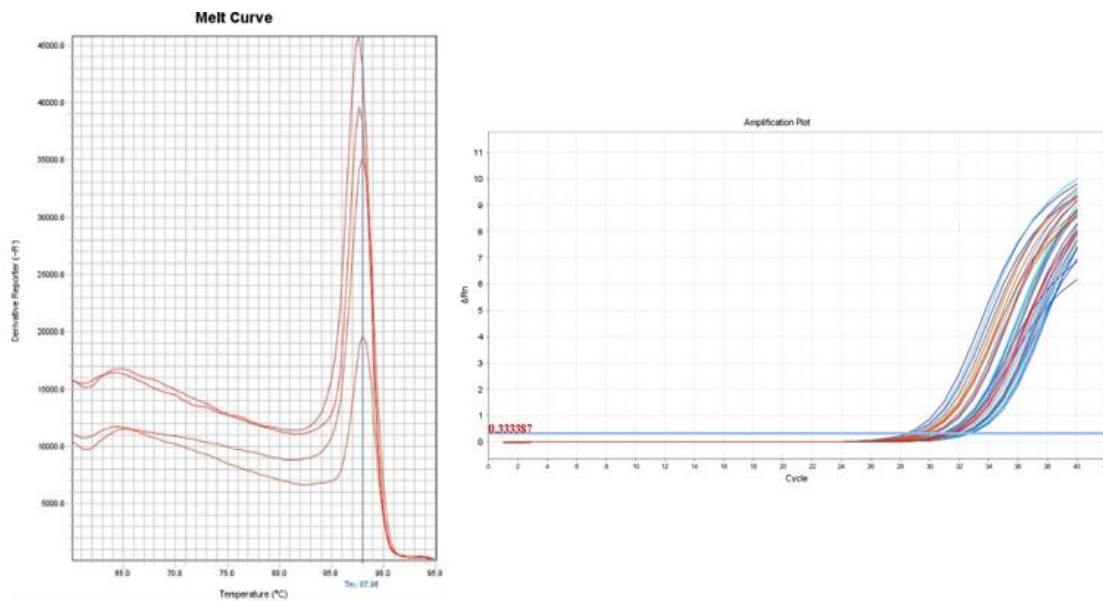 Melt Curve
Derivative Reporter (-R')
45000.0
40000.0
35000.0
30000.0
25000.0
20000.0
15000.0
10000.0
5000.0
65.0 70.0 75.0 80.0 85.0 90.0 95.0
Tm: 87.98
Temperature (°C)
Amplification Plot
ΔRn
11
10
9
8
7
6
5
4
3
2
1
0.333387
0
0 2 4 6 8 10 12 14 16 18 20 22 24 26 28 30 32 34 36 38 40
Cycle